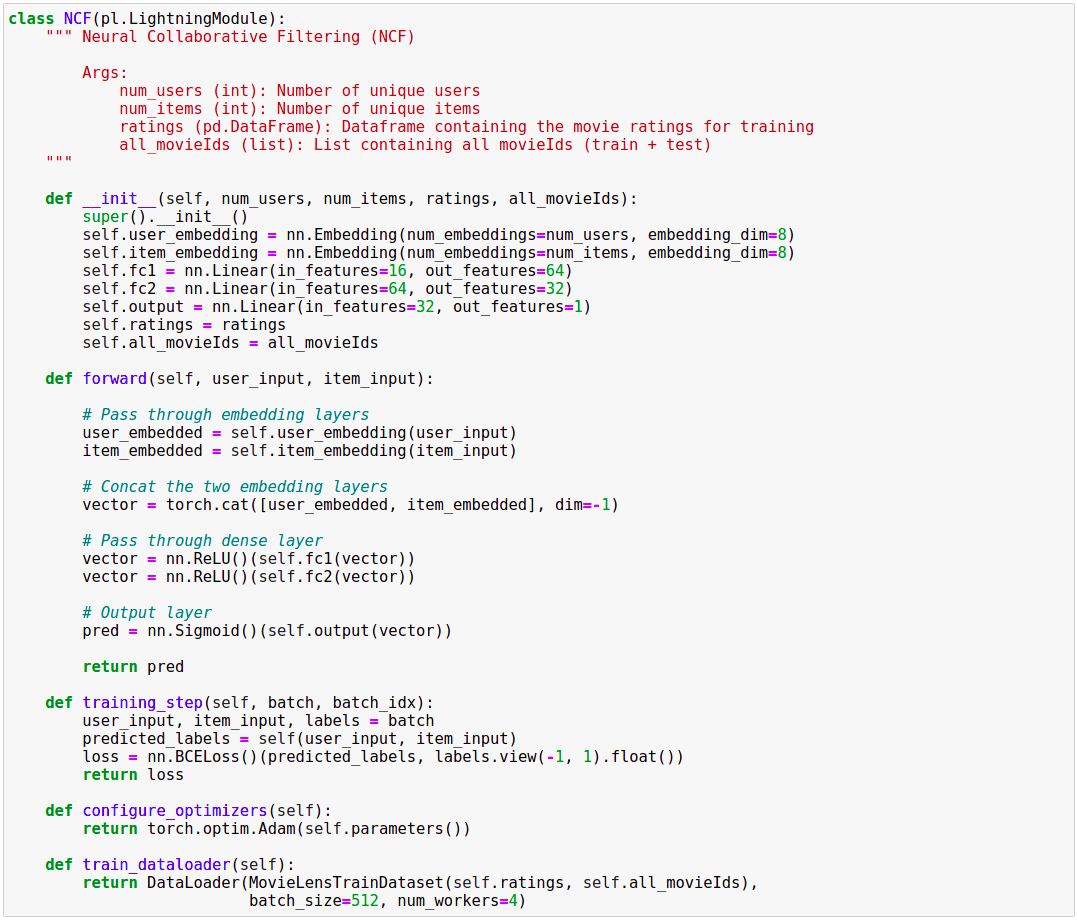 class NCF(pl.LightningModule):
    """ Neural Collaborative Filtering (NCF)

        Args:
            num_users (int): Number of unique users
            num_items (int): Number of unique items
            ratings (pd.DataFrame): Dataframe containing the movie ratings for training
            all_movieIds (list): List containing all movieIds (train + test)
    """

    def __init__(self, num_users, num_items, ratings, all_movieIds):
        super().__init__()
        self.user_embedding = nn.Embedding(num_embeddings=num_users, embedding_dim=8)
        self.item_embedding = nn.Embedding(num_embeddings=num_items, embedding_dim=8)
        self.fc1 = nn.Linear(in_features=16, out_features=64)
        self.fc2 = nn.Linear(in_features=64, out_features=32)
        self.output = nn.Linear(in_features=32, out_features=1)
        self.ratings = ratings
        self.all_movieIds = all_movieIds

    def forward(self, user_input, item_input):

        # Pass through embedding layers
        user_embedded = self.user_embedding(user_input)
        item_embedded = self.item_embedding(item_input)

        # Concat the two embedding layers
        vector = torch.cat([user_embedded, item_embedded], dim=-1)

        # Pass through dense layer
        vector = nn.ReLU()(self.fc1(vector))
        vector = nn.ReLU()(self.fc2(vector))

        # Output layer
        pred = nn.Sigmoid()(self.output(vector))

        return pred

    def training_step(self, batch, batch_idx):
        user_input, item_input, labels = batch
        predicted_labels = self(user_input, item_input)
        loss = nn.BCELoss()(predicted_labels, labels.view(-1, 1).float())
        return loss

    def configure_optimizers(self):
        return torch.optim.Adam(self.parameters())

    def train_dataloader(self):
        return DataLoader(MovieLensTrainDataset(self.ratings, self.all_movieIds),
                          batch_size=512, num_workers=4)